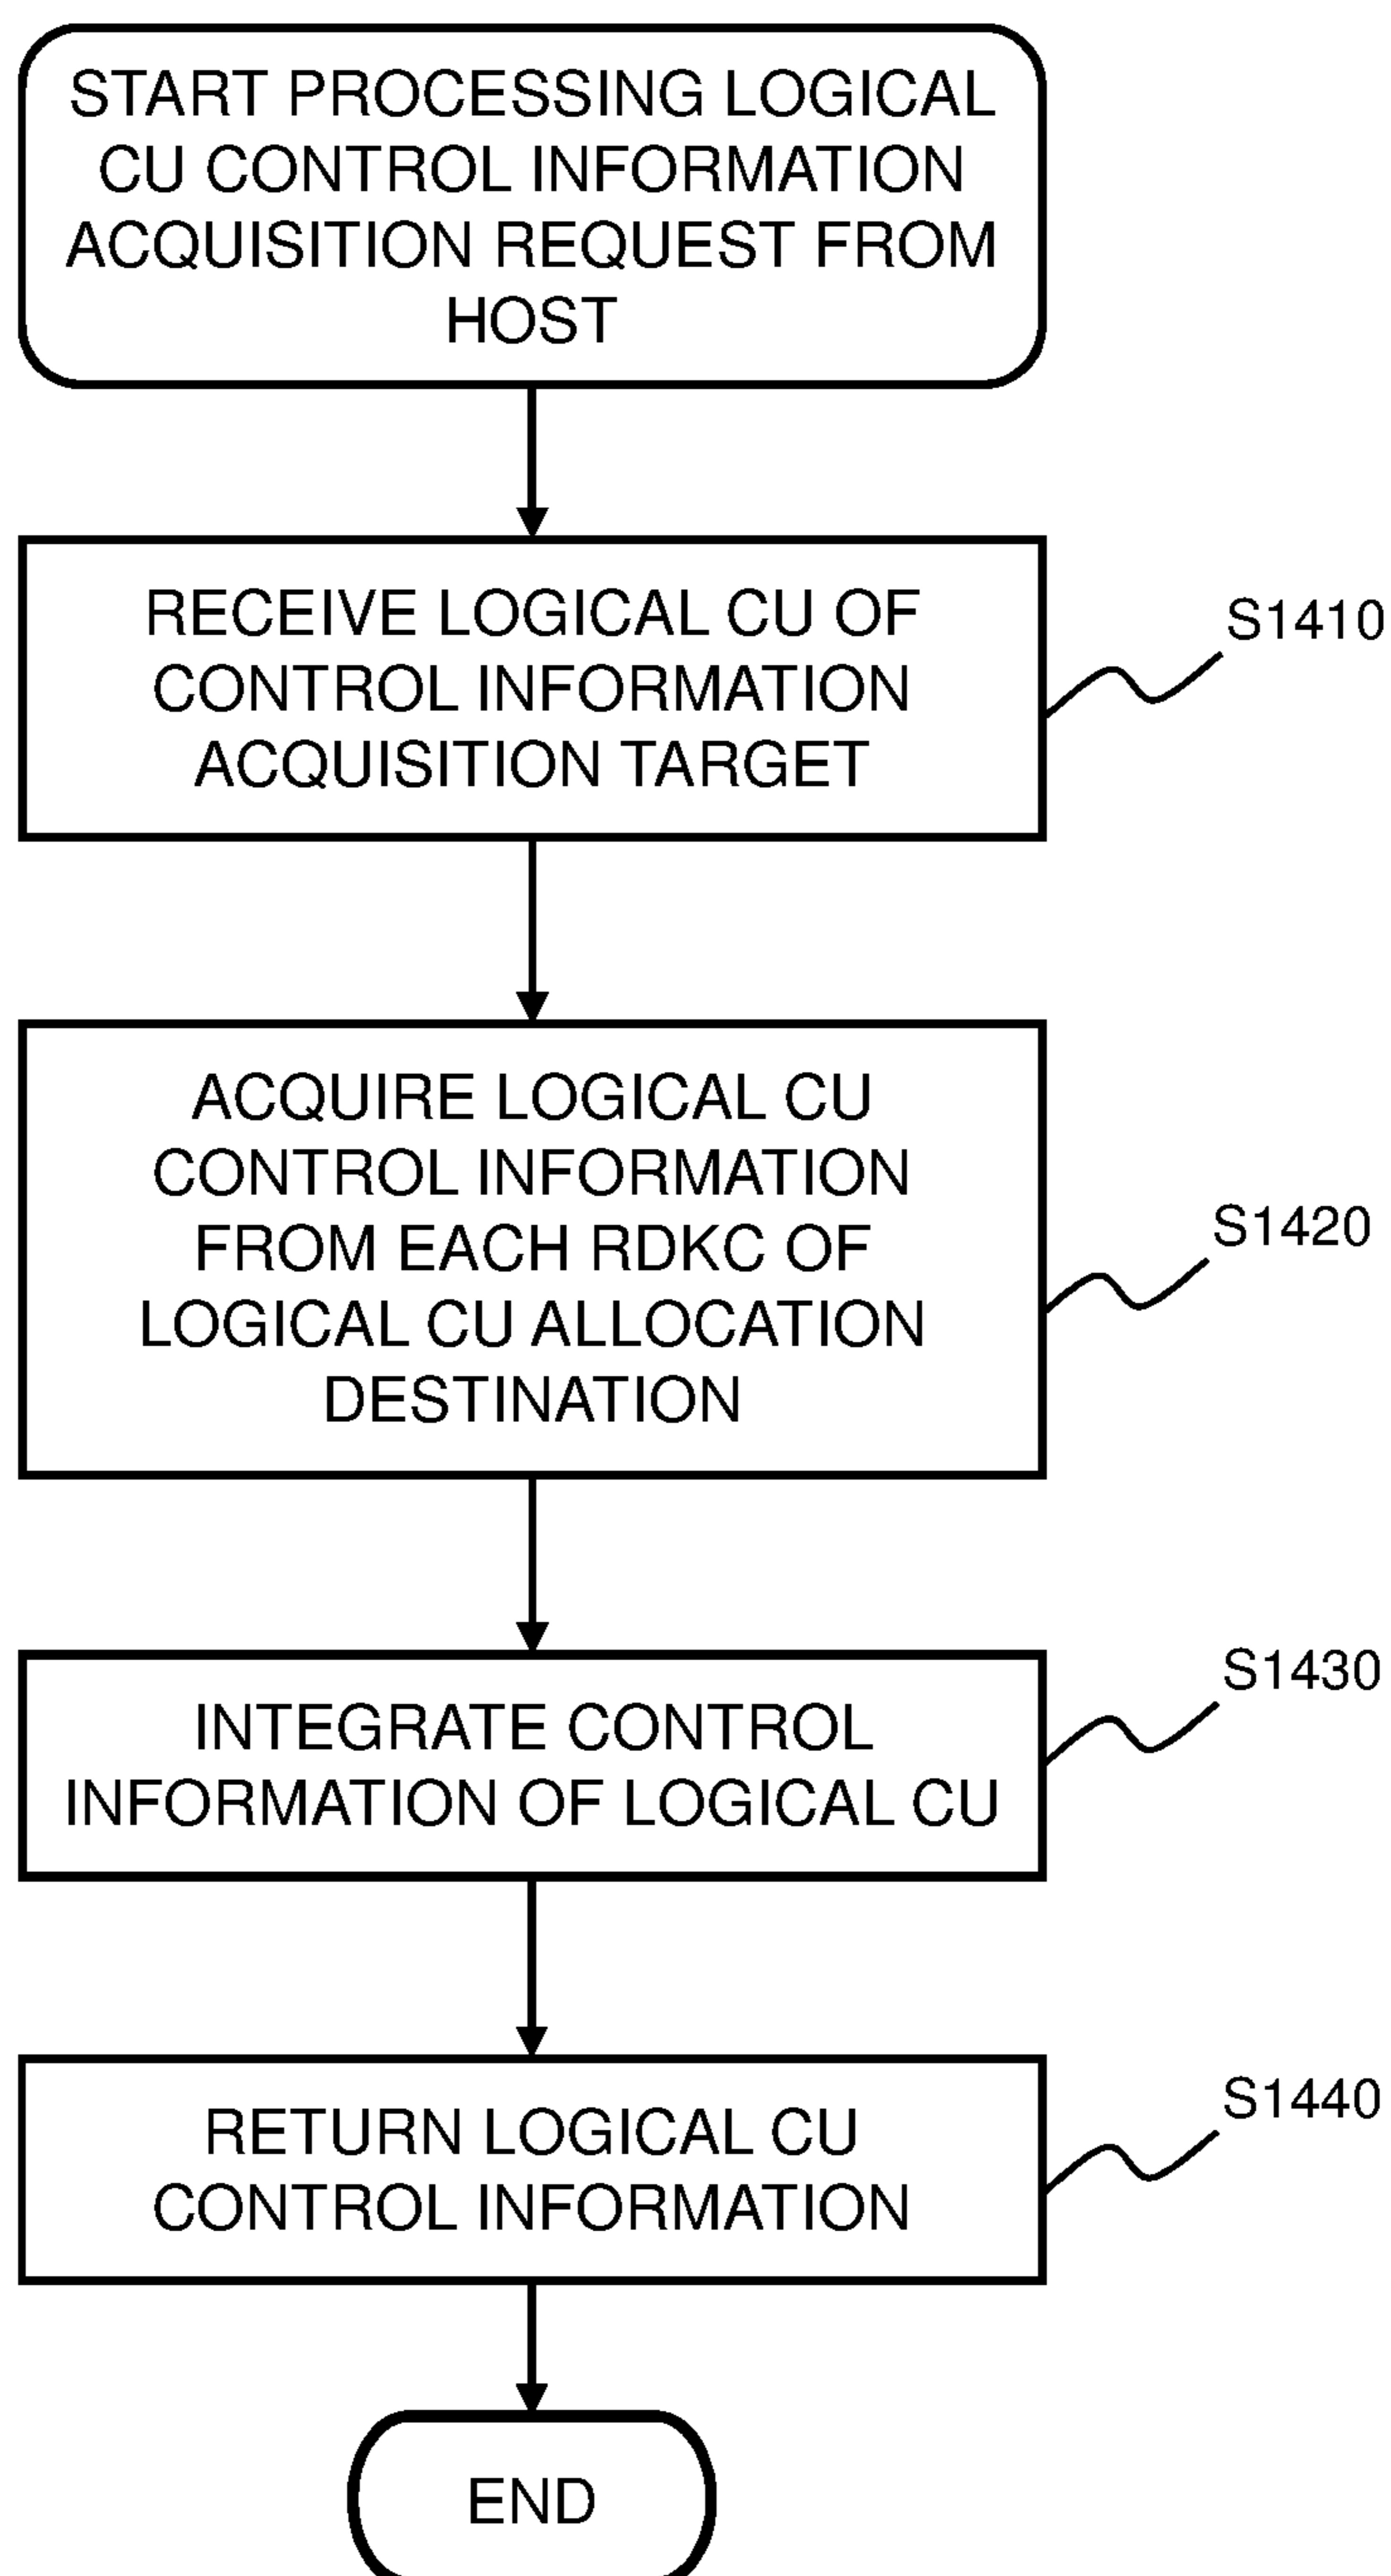 START PROCESSING LOGICAL
CU CONTROL INFORMATION
ACQUISITION REQUEST FROM
HOST
RECEIVE LOGICAL CU OF
CONTROL INFORMATION
ACQUISITION TARGET
S1410
ACQUIRE LOGICAL CU
CONTROL INFORMATION
FROM EACH RDKC OF
LOGICAL CU ALLOCATION
DESTINATION
S1420
INTEGRATE CONTROL
INFORMATION OF LOGICAL CU
S1430
RETURN LOGICAL CU
CONTROL INFORMATION
S1440
END